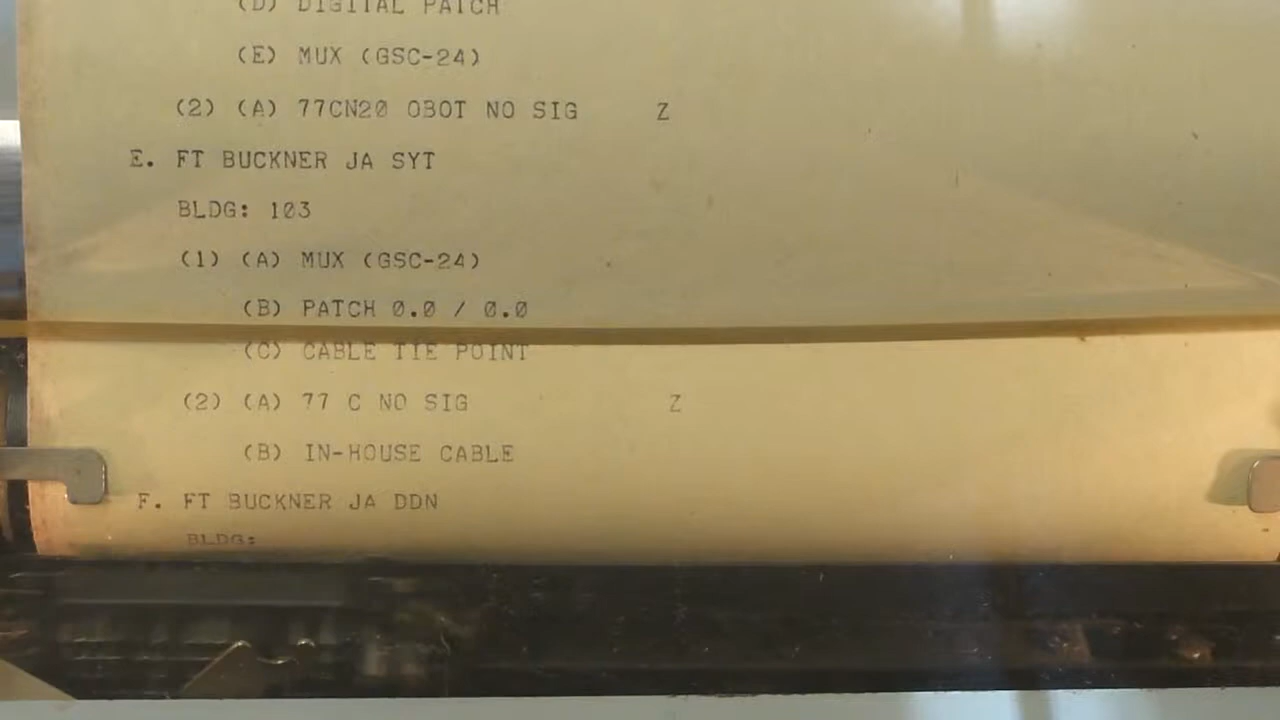 (D) DIGITAL PATCH
(E) MUX (GSC-24)
(2) (A) 77CN20 OBOT NO SIG Z
E. FT BUCKNER JA SYT
BLDG: 103
(1) (A) MUX (GSC-24)
(B) PATCH 0.0 / 0.0
(C) CABLE TIE POINT
(2) (A) 77 C NO SIG Z
(B) IN-HOUSE CABLE
F. FT BUCKNER JA DDN
BLDG: